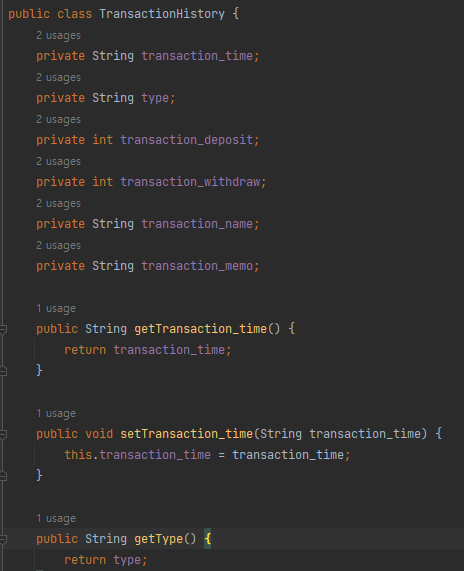 public class TransactionHistory {
2 usages
private String transaction_time;
2 usages
private String type;
2 usages
private int transaction_deposit;
2 usages
private int transaction_withdraw;
2 usages
private String transaction_name;
2 usages
private String transaction_memo;
1 usage
public String getTransaction_time() {
return transaction_time;
}
1 usage
public void setTransaction_time(String transaction_time) {
this.transaction_time = transaction_time;
}
1 usage
public String getType() {
return type;